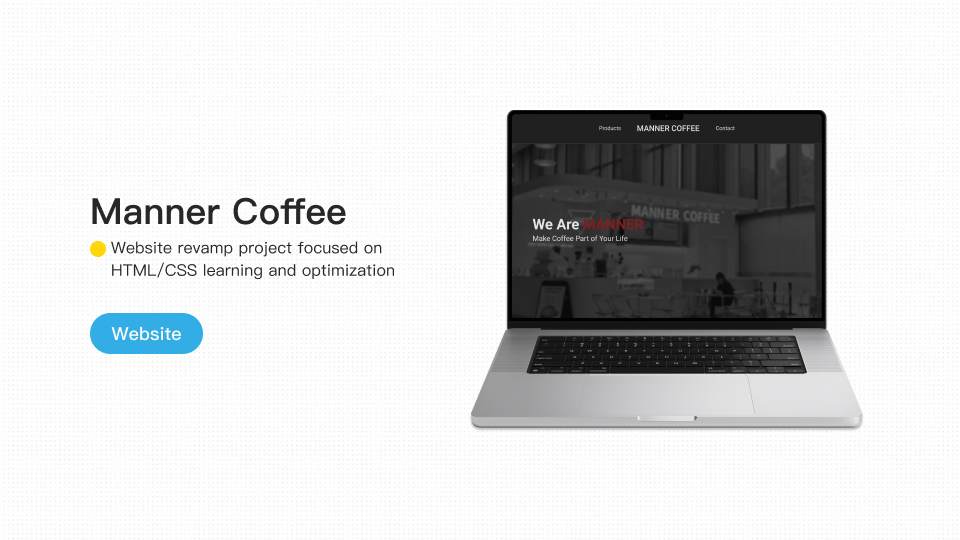 Manner Coffee
Website revamp project focused on
HTML/CSS learning and optimization
Website
Products MANNER COFFEE Contact
MANNER COFFEE
We Are MANNER
Make Coffee Part of Your Life